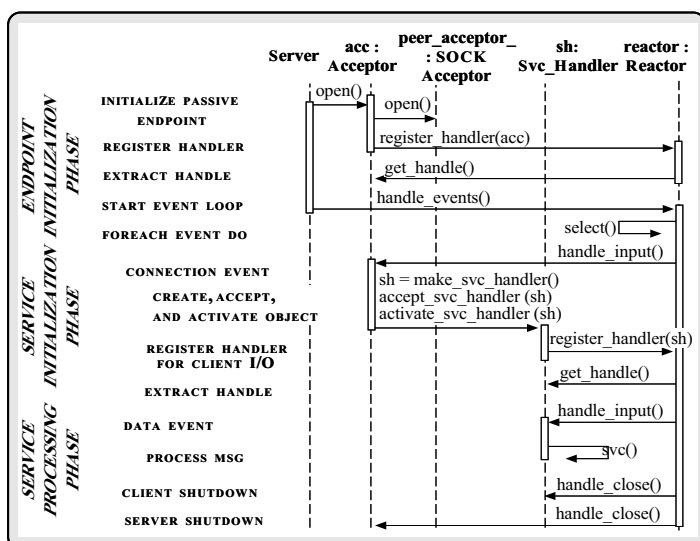 Server
acc :
Acceptor
peer_acceptor_
: SOCK
Acceptor
sh:
Svc_Handler
reactor :
Reactor
ENDPOINT
INITIALIZATION
PHASE
INITIALIZE PASSIVE
ENDPOINT
open()
open()
REGISTER HANDLER
register_handler(acc)
EXTRACT HANDLE
get_handle()
START EVENT LOOP
handle_events()
FOREACH EVENT DO
select()
SERVICE
INITIALIZATION
PHASE
handle_input()
CONNECTION EVENT
CREATE, ACCEPT,
AND ACTIVATE OBJECT
sh = make_svc_handler()
accept_svc_handler (sh)
activate_svc_handler (sh)
REGISTER HANDLER
FOR CLIENT I/O
register_handler(sh)
EXTRACT HANDLE
get_handle()
SERVICE
PROCESSING
PHASE
DATA EVENT
handle_input()
PROCESS MSG
svc()
CLIENT SHUTDOWN
handle_close()
SERVER SHUTDOWN
handle_close()